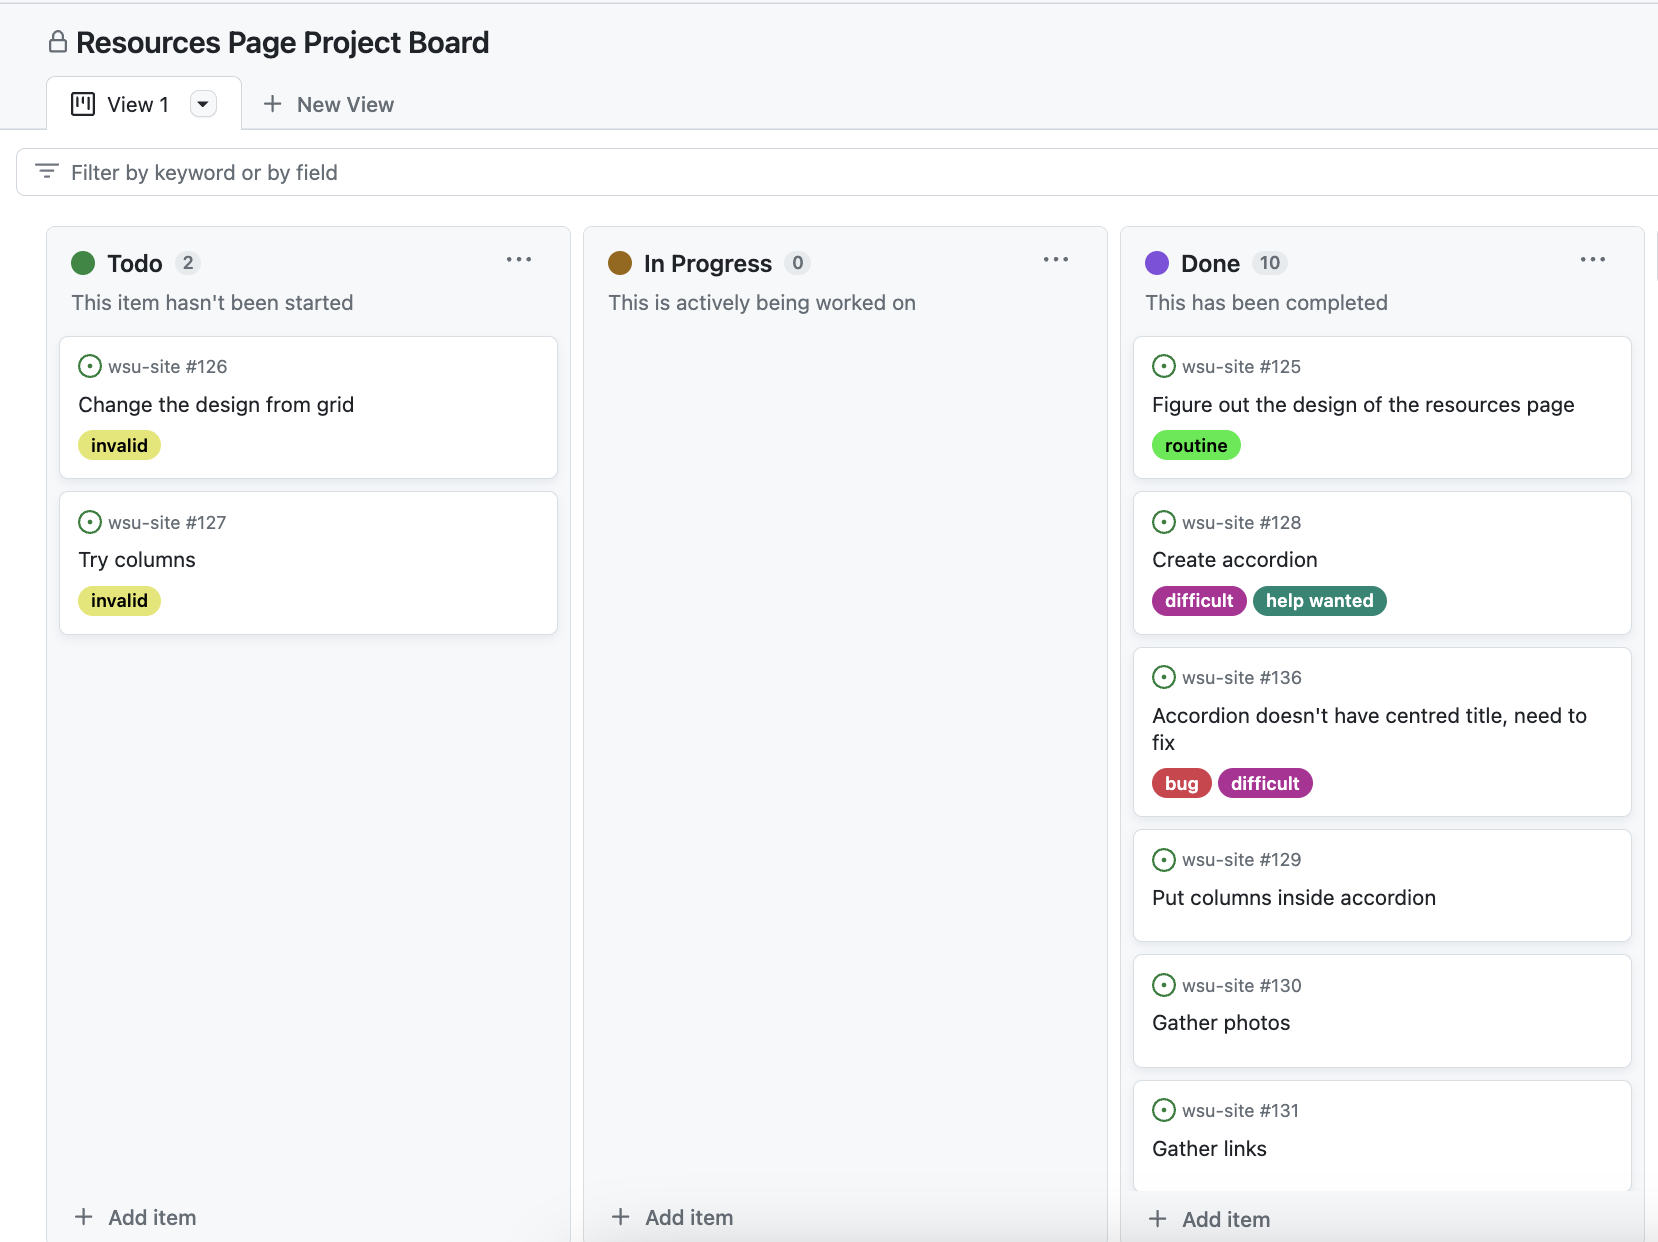 Resources Page Project Board
View 1
New View
Filter by keyword or by field
Todo 2
This item hasn't been started
wsu-site #126
Change the design from grid
invalid
wsu-site #127
Try columns
invalid
Add item
In Progress 0
This is actively being worked on
Add item
Done 10
This has been completed
wsu-site #125
Figure out the design of the resources page
routine
wsu-site #128
Create accordion
difficult help wanted
wsu-site #136
Accordion doesn't have centred title, need to
fix
bug difficult
wsu-site #129
Put columns inside accordion
wsu-site #130
Gather photos
wsu-site #131
Gather links
Add item